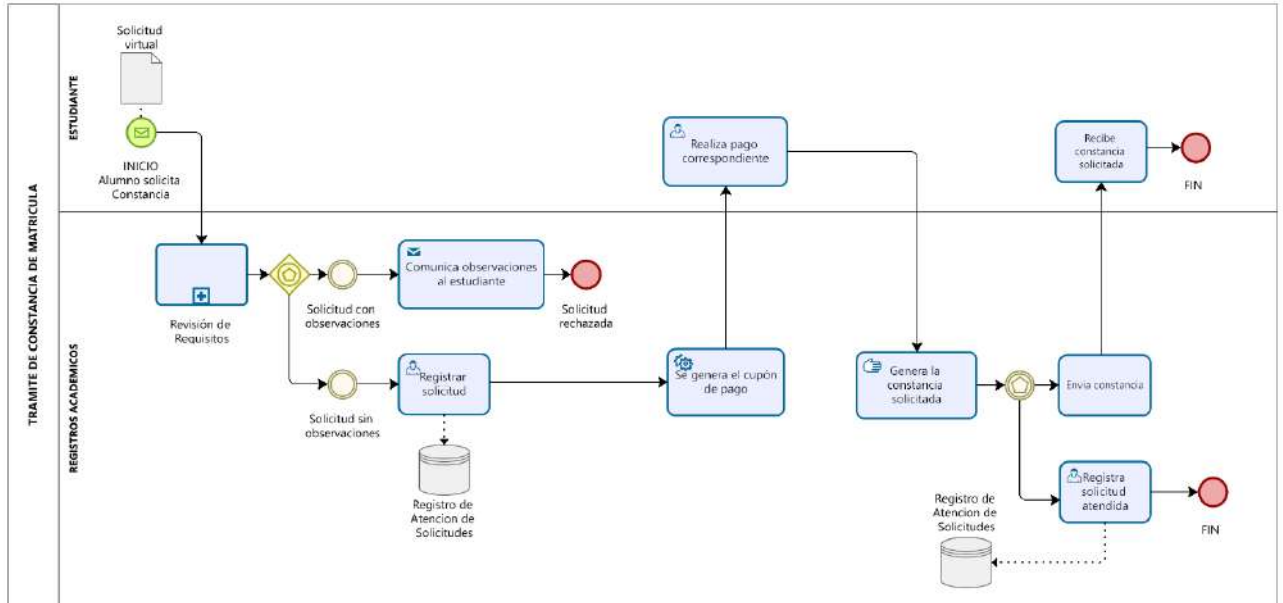 TRAMITE DE CONSTANCIA DE MATRICULA
ESTUDIANTE
Solicitud
virtual
INICIO
Alumno solicita
Constancia
Realiza pago
correspondiente
Recibe
constancia
solicitada
FIN
REGISTROS ACADEMICOS
Revisión de
Requisitos
Solicitud con
observaciones
Comunica observaciones
al estudiante
Solicitud
rechazada
Solicitud sin
observaciones
Registrar
solicitud
Registro de
Atencion de
Solicitudes
Se genera el cupón
de pago
Genera la
constancia
solicitada
Envia constancia
Registra
solicitud
atendida
FIN
Registro de
Atencion de
Solicitudes